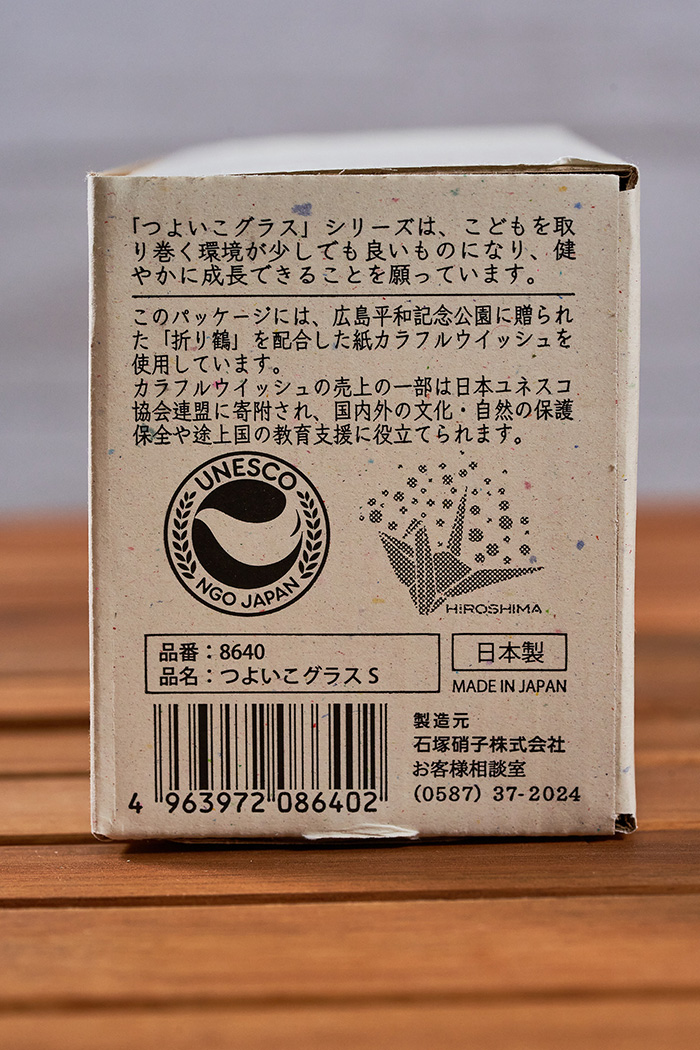 「つよいこグラス」シリーズは、こどもを取
り巻く環境が少しでも良いものになり、健
やかに成長できることを願っています。
このパッケージには、広島平和記念公園に贈られ
た「折り鶴」を配合した紙カラフルウイッシュを
使用しています。
カラフルウイッシュの売上の一部は日本ユネスコ
協会連盟に寄附され、国内外の文化・自然の保護
保全や途上国の教育支援に役立てられます。
UNESCO
NGO JAPAN
HIROSHIMA
品番：8640
品名：つよいこグラス S
日本製
MADE IN JAPAN
製造元
石塚硝子株式会社
お客様相談室
(0587) 37-2024
4 963972 086402